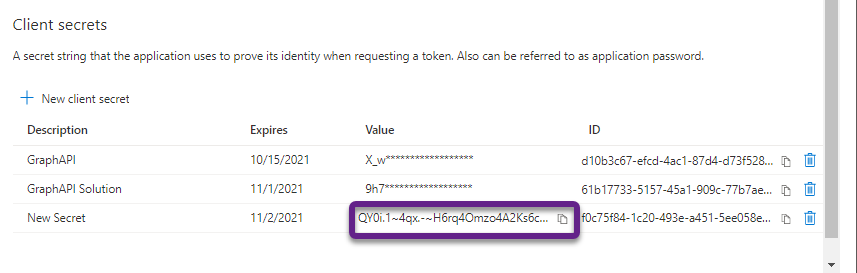 Client secrets
A secret string that the application uses to prove its identity when requesting a token. Also can be referred to as application password.
New client secret
Description Expires Value ID
GraphAPI 10/15/2021 X_w****************** d10b3c67-efcd-4ac1-87d4-d73f528...
GraphAPI Solution 11/1/2021 9h7****************** 61b17733-5157-45a1-909c-77b7ae...
New Secret 11/2/2021 QY0i.1~4qx.-~H6rq4Omzo4A2Ks6c... f0c75f84-1c20-493e-a451-5ee058e...